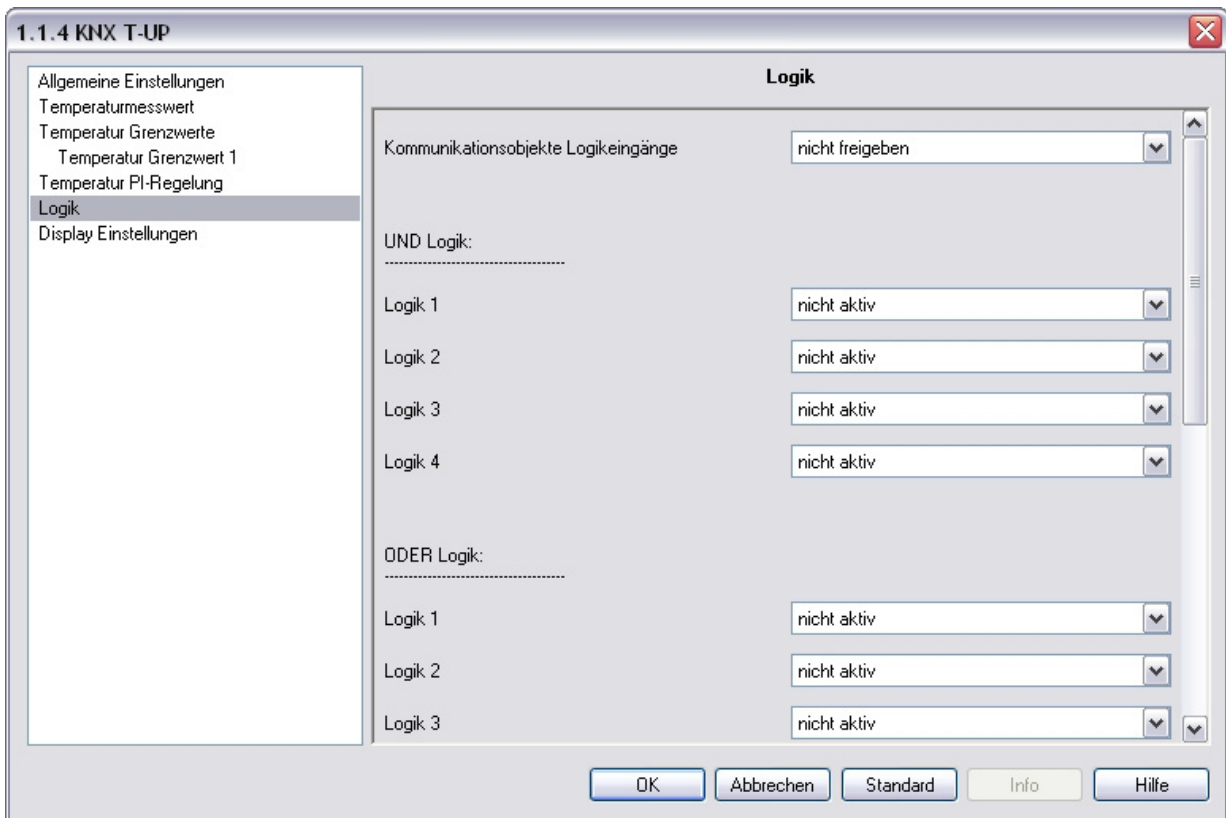 1.1.4 KNX T-UP
Allgemeine Einstellungen
Temperaturmesswert
Temperatur Grenzwerte
Temperatur Grenzwert 1
Temperatur PI-Regelung
Logik
Display Einstellungen
Logik
Kommunikationsobjekte Logikeingänge nicht freigeben
UND Logik:
------------------------------------
Logik 1 nicht aktiv
Logik 2 nicht aktiv
Logik 3 nicht aktiv
Logik 4 nicht aktiv
ODER Logik:
------------------------------------
Logik 1 nicht aktiv
Logik 2 nicht aktiv
Logik 3 nicht aktiv
OK Abbrechen Standard Info Hilfe